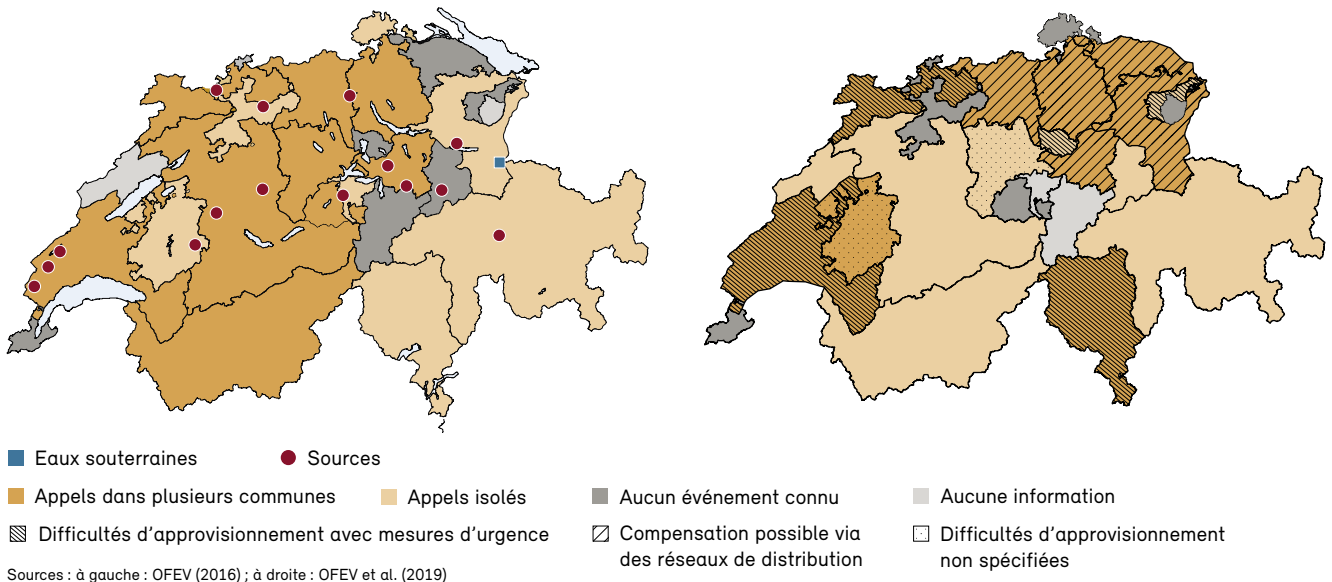 Eaux souterraines Sources
Appels dans plusieurs communes Appels isolés Aucun événement connu Aucune information
Difficultés d'approvisionnement avec mesures d'urgence Compensation possible via Difficultés d'approvisionnement
des réseaux de distribution non spécifiées
Sources : à gauche : OFEV (2016) ; à droite : OFEV et al. (2019)